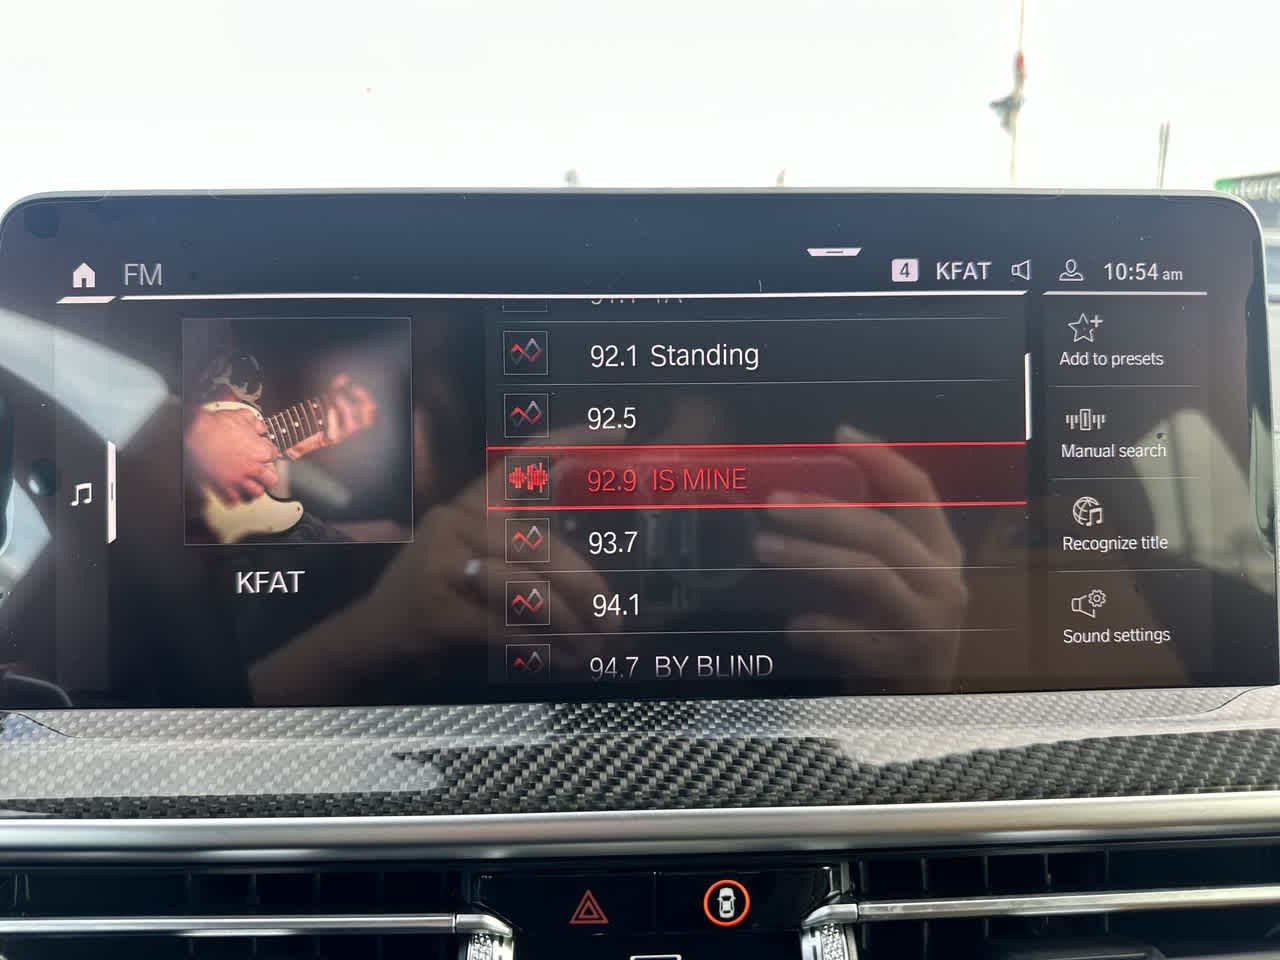 FM
4 KFAT 10:54 am
92.1 Standing
92.5
92.9 IS MINE
93.7
94.1
94.7 BY BLIND
KFAT
Add to presets
Manual search
Recognize title
Sound settings